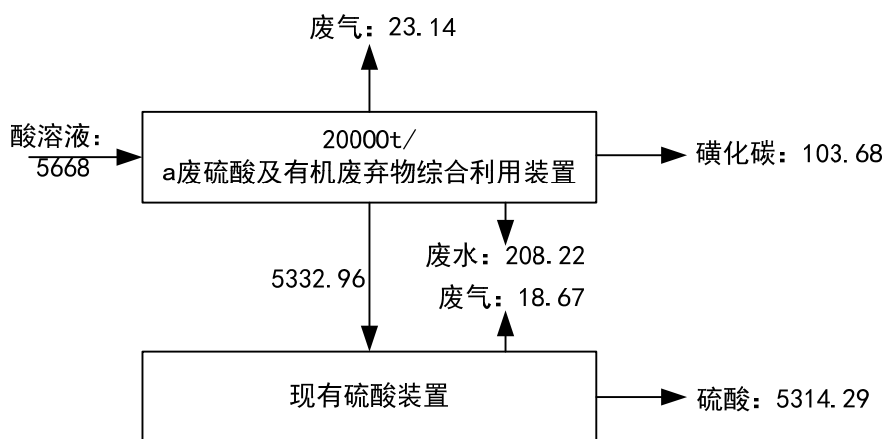 废气：23.14
酸溶液：
5668
20000t/
a废硫酸及有机废弃物综合利用装置
磺化碳：103.68
废水：208.22
5332.96
废气：18.67
现有硫酸装置
硫酸：5314.29